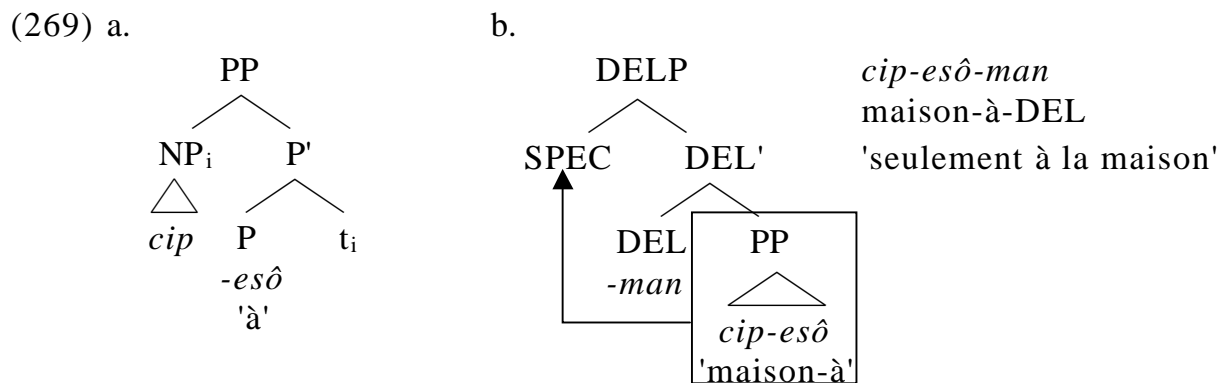 (269) a. b.
PP DELP cip-esô-man
maison-à-DEL
NPi P' SPEC DEL' 'seulement à la maison'
cip P ti DEL PP
-esô -man
'à' cip-esô
'maison-à'